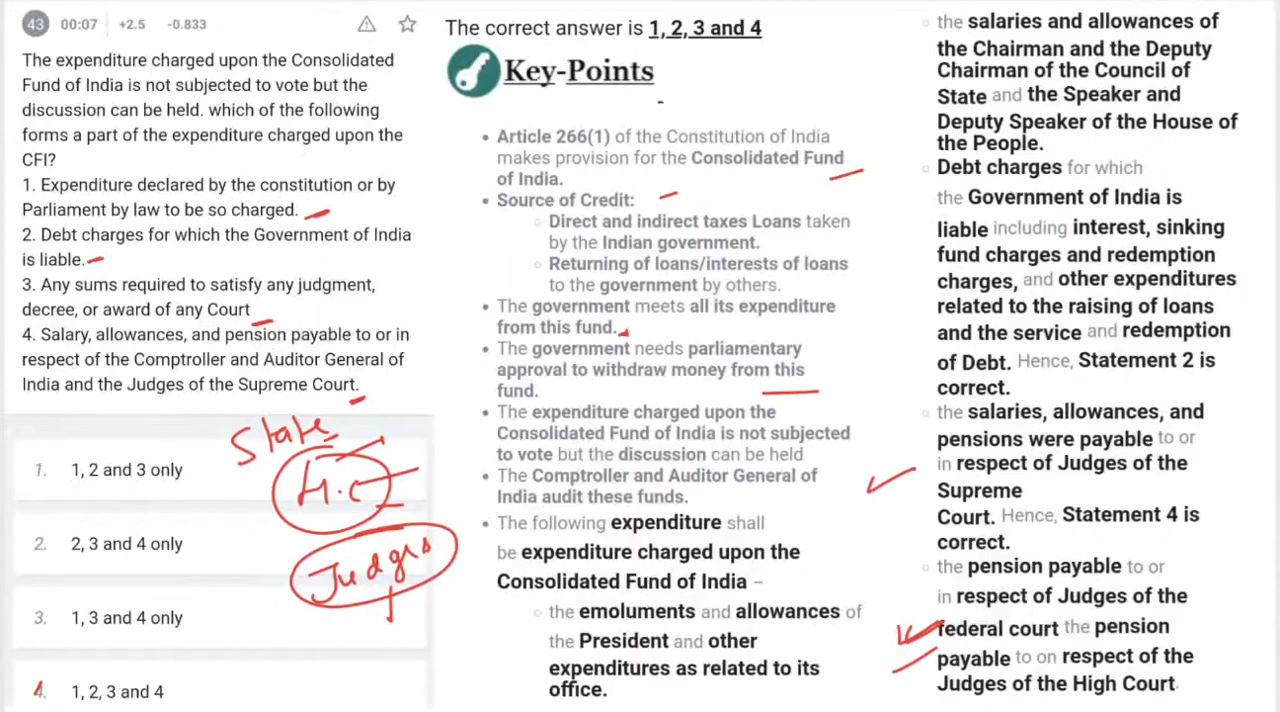 43 00:07 +2.5 -0.833
The expenditure charged upon the Consolidated
Fund of India is not subjected to vote but the
discussion can be held. which of the following
forms a part of the expenditure charged upon the
CFI?
1. Expenditure declared by the constitution or by
Parliament by law to be so charged.
2. Debt charges for which the Government of India
is liable.
3. Any sums required to satisfy any judgment,
decree, or award of any Court
4. Salary, allowances, and pension payable to or in
respect of the Comptroller and Auditor General of
India and the Judges of the Supreme Court.
State
H.C
Judges
1. 1, 2 and 3 only
2. 2, 3 and 4 only
3. 1, 3 and 4 only
4. 1, 2, 3 and 4
The correct answer is 1, 2, 3 and 4
Key-Points
• Article 266(1) of the Constitution of India
makes provision for the Consolidated Fund
of India.
• Source of Credit:
○ Direct and indirect taxes Loans taken
by the Indian government.
○ Returning of loans/interests of loans
to the government by others.
• The government meets all its expenditure
from this fund.
• The government needs parliamentary
approval to withdraw money from this
fund.
• The expenditure charged upon the
Consolidated Fund of India is not subjected
to vote but the discussion can be held
• The Comptroller and Auditor General of
India audit these funds.
• The following expenditure shall
be expenditure charged upon the
Consolidated Fund of India –
○ the emoluments and allowances of
the President and other
expenditures as related to its
office.
○ the salaries and allowances of
the Chairman and the Deputy
Chairman of the Council of
State and the Speaker and
Deputy Speaker of the House of
the People.
○ Debt charges for which
the Government of India is
liable including interest, sinking
fund charges and redemption
charges, and other expenditures
related to the raising of loans
and the service and redemption
of Debt. Hence, Statement 2 is
correct.
○ the salaries, allowances, and
pensions were payable to or
in respect of Judges of the
Supreme
Court. Hence, Statement 4 is
correct.
○ the pension payable to or
in respect of Judges of the
federal court the pension
payable to on respect of the
Judges of the High Court.